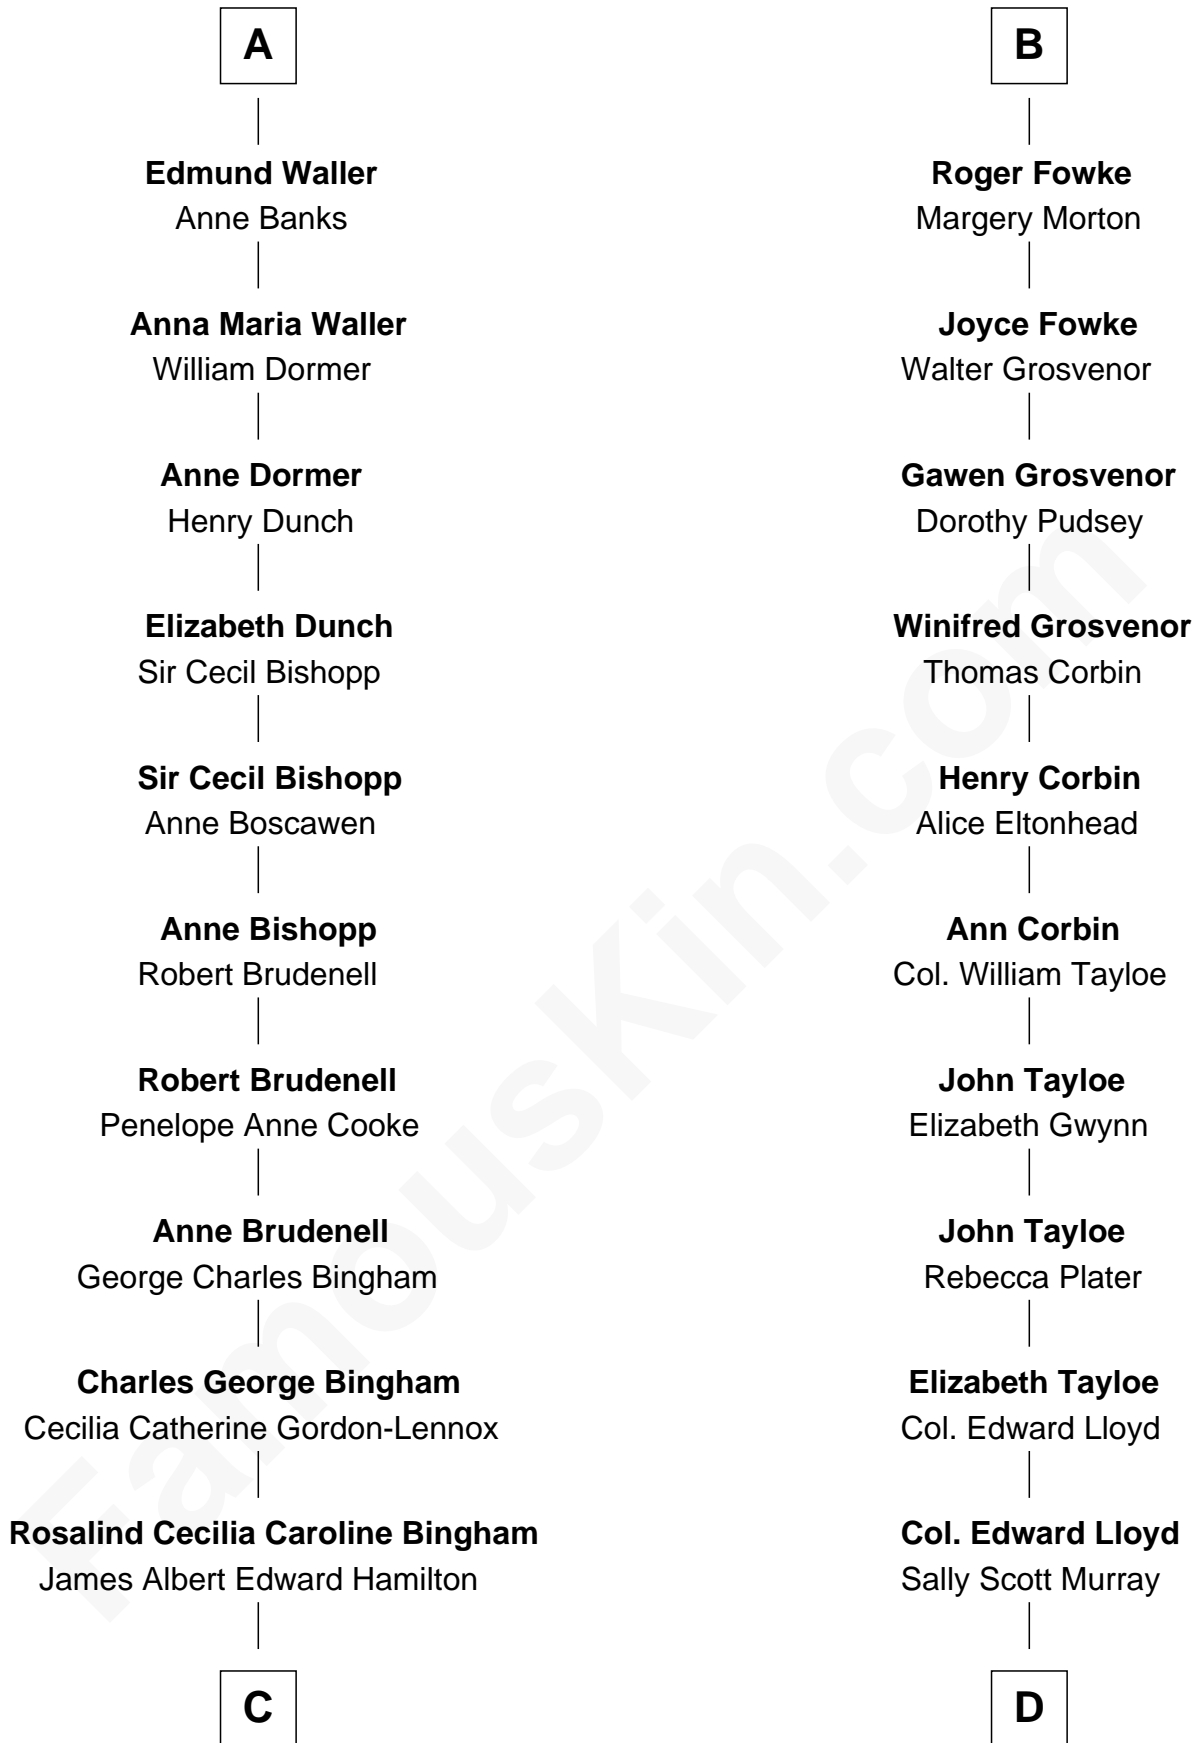 A
Edmund Waller
Anne Banks
Anna Maria Waller
William Dormer
Anne Dormer
Henry Dunch
Elizabeth Dunch
Sir Cecil Bishopp
Sir Cecil Bishopp
Anne Boscawen
Anne Bishopp
Robert Brudenell
Robert Brudenell
Penelope Anne Cooke
Anne Brudenell
George Charles Bingham
Charles George Bingham
Cecilia Catherine Gordon-Lennox
Rosalind Cecilia Caroline Bingham
James Albert Edward Hamilton
C
B
Roger Fowke
Margery Morton
Joyce Fowke
Walter Grosvenor
Gawen Grosvenor
Dorothy Pudsey
Winifred Grosvenor
Thomas Corbin
Henry Corbin
Alice Eltonhead
Ann Corbin
Col. William Tayloe
John Tayloe
Elizabeth Gwynn
John Tayloe
Rebecca Plater
Elizabeth Tayloe
Col. Edward Lloyd
Col. Edward Lloyd
Sally Scott Murray
D
FamousKin.com